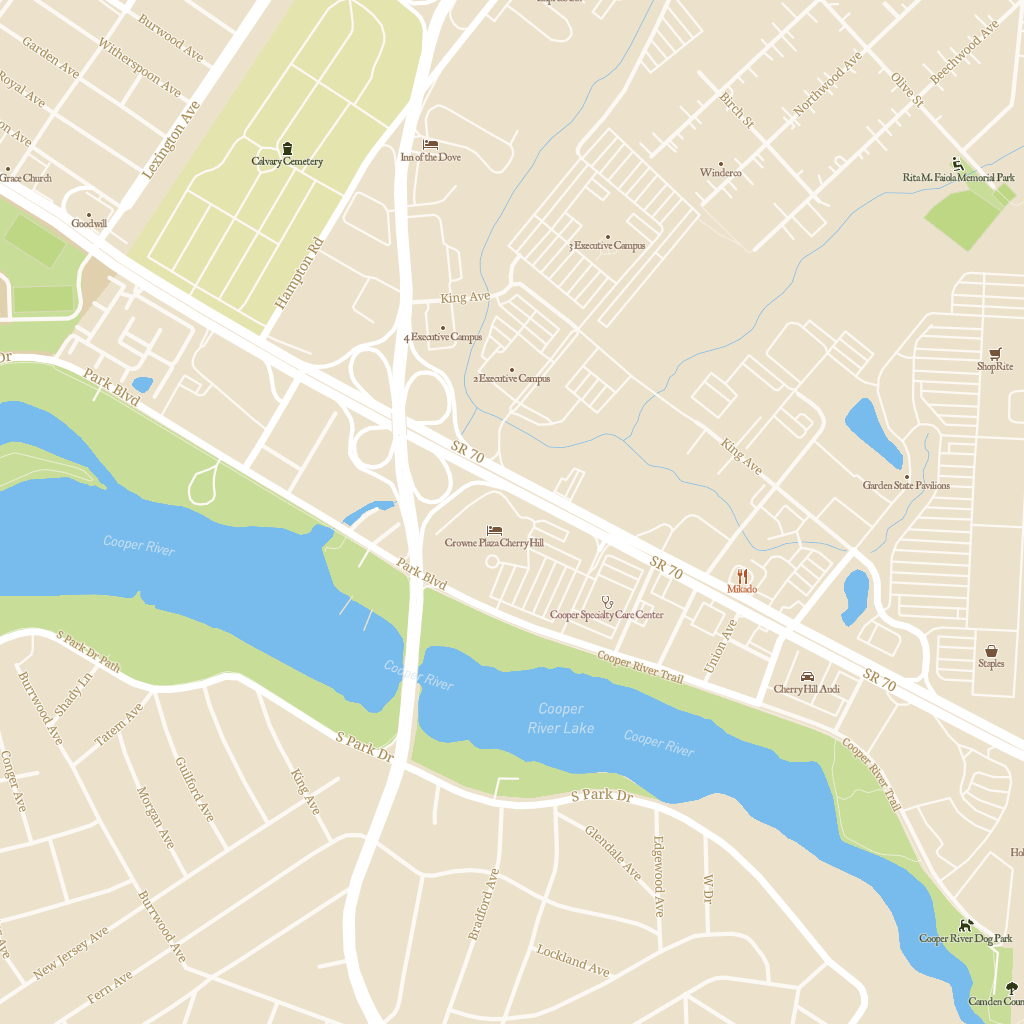 Burwood Ave
Witherspoon Ave
Garden Ave
Royal Ave
Ave
Lexington Ave
Grace Church
Goodwill
Calvary Cemetery
Inn of the Dove
Hampton Rd
King Ave
4 Executive Campus
2 Executive Campus
3 Executive Campus
Winderco
Birch St
Northwood Ave
Olive St
Beechwood Ave
Rita M. Faiola Memorial Park
ShopRite
Dr
Park Blvd
SR 70
King Ave
Garden State Pavilions
Cooper River
Crowne Plaza Cherry Hill
Park Blvd
SR 70
Mikado
Cooper Specialty Care Center
Union Ave
Cooper River Trail
Cherry Hill Audi
SR 70
Staples
S Park Dr Path
Shady Ln
Burrwood Ave
Tatem Ave
Cooper River
Cooper
River Lake
Cooper River
Cooper River Trail
S Park Dr
S Park Dr
Conger Ave
Morgan Ave
Guilford Ave
King Ave
Glendale Ave
Edgewood Ave
W Dr
Bradford Ave
Lockland Ave
Burrwood Ave
New Jersey Ave
Fern Ave
Ave
Cooper River Dog Park
Camden Coun